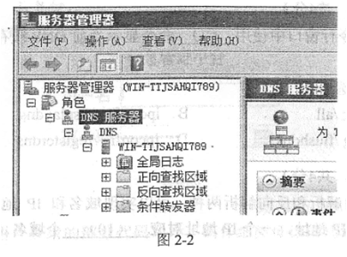 服务器管理器
文件(F) 操作(A) 查看(V) 帮助(H)
服务器管理器 (WIN-TTJSAHQI789)
角色
DNS 服务器
DNS
WIN-TTJSAHQI789
全局日志
正向查找区域
反向查找区域
条件转发器
DNS 服务器
为
摘要
事件
图 2-2